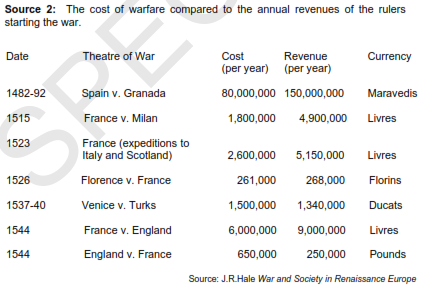 Source 2: The cost of warfare compared to the annual revenues of the rulers
starting the war.
Date Theatre of War Cost Revenue Currency
(per year) (per year)
1482-92 Spain v. Granada 80,000,000 150,000,000 Maravedis
1515 France v. Milan 1,800,000 4,900,000 Livres
1523 France (expeditions to
Italy and Scotland) 2,600,000 5,150,000 Livres
1526 Florence v. France 261,000 268,000 Florins
1537-40 Venice v. Turks 1,500,000 1,340,000 Ducats
1544 France v. England 6,000,000 9,000,000 Livres
1544 England v. France 650,000 250,000 Pounds
Source: J.R.Hale War and Society in Renaissance Europe
SPEC